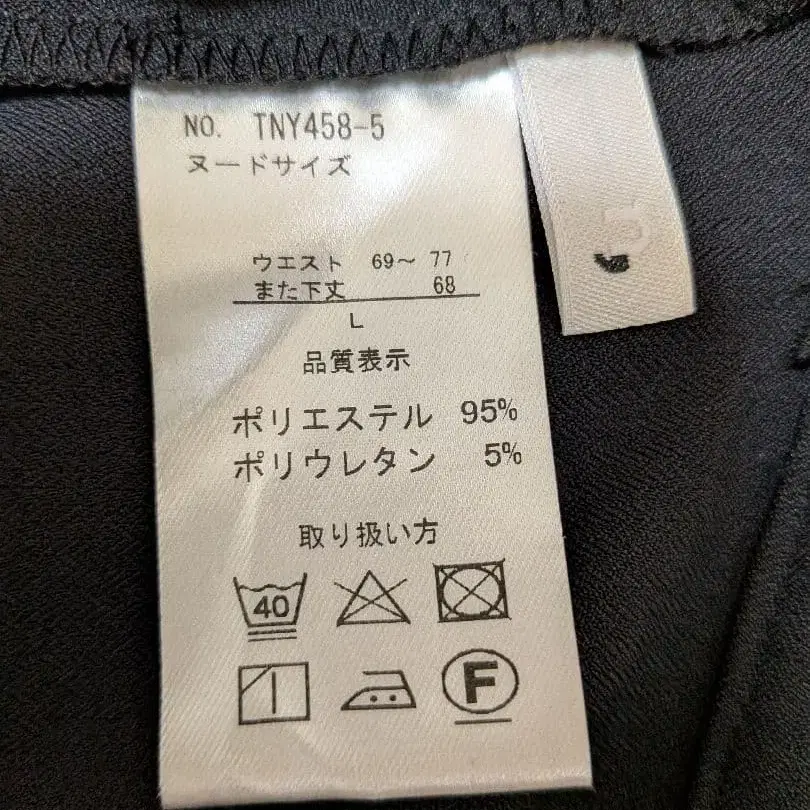 NO. TNY458-5
ヌードサイズ
ウエスト 69〜 77
また下丈 68
L
品質表示
ポリエステル 95%
ポリウレタン 5%
取り扱い方
40
F